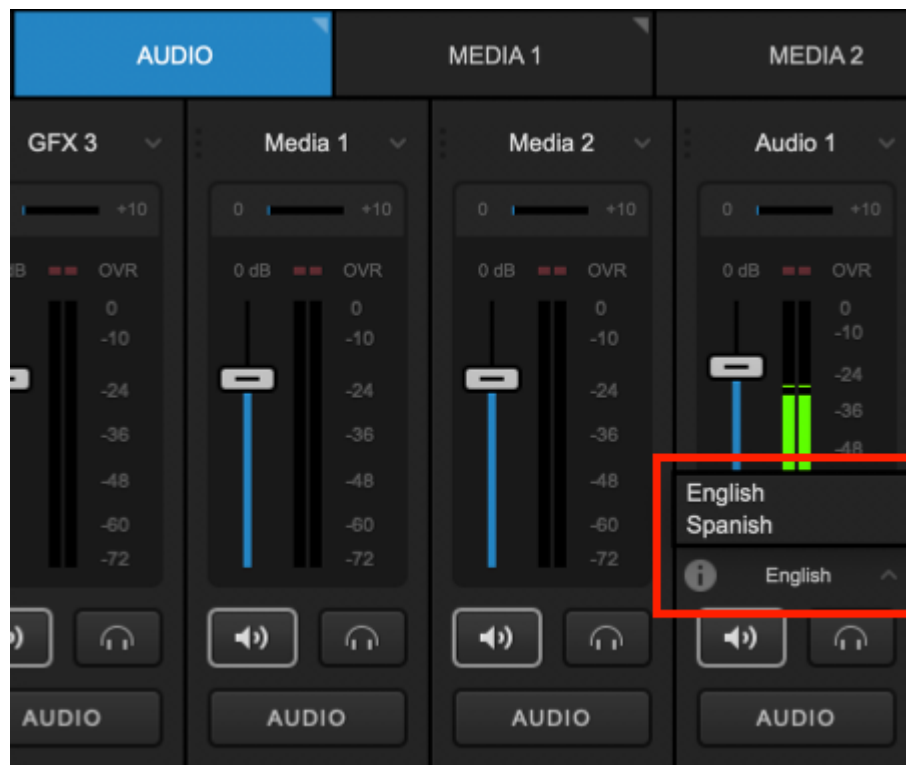 AUDIO MEDIA 1 MEDIA 2
GFX 3 Media 1 Media 2 Audio 1
+10 0 +10 0 +10 0 +10
B OVR 0 dB OVR 0 dB OVR 0 dB OVR
0 0 0 0
-10 -10 -10 -10
-24 -24 -24 -24
-36 -36 -36 -36
-48 -48 -48 -48
English
Spanish
-60 -60 -60
-72 -72 -72
English
AUDIO AUDIO AUDIO AUDIO